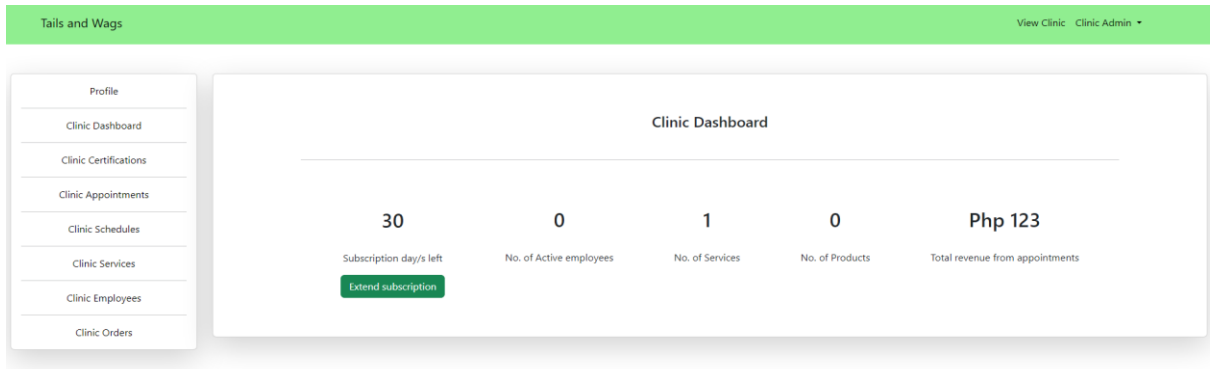 Tails and Wags
View Clinic Clinic Admin
Profile
Clinic Dashboard
Clinic Certifications
Clinic Appointments
Clinic Schedules
Clinic Services
Clinic Employees
Clinic Orders
Clinic Dashboard
30
Subscription day/s left
Extend subscription
0
No. of Active employees
1
No. of Services
0
No. of Products
Php 123
Total revenue from appointments